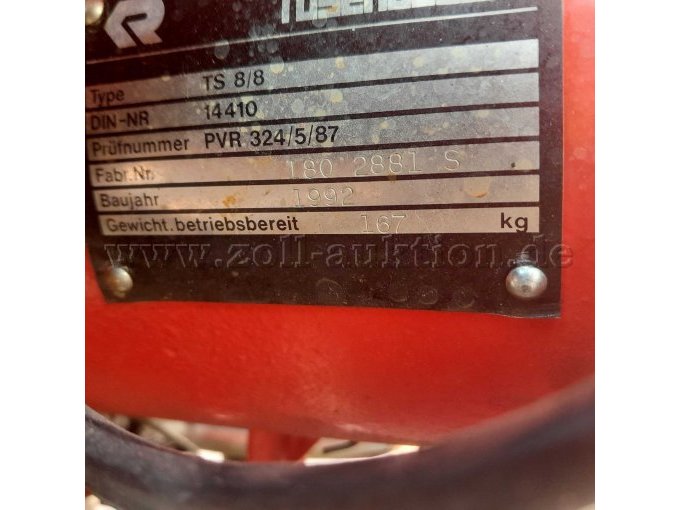 Type TS 8/8
DIN-NR 14410
Prüfnummer PVR 324/5/87
Fabr.Nr. 180 2881 S
Baujahr 1992
Gewicht.betriebsbereit 167 kg
www.zoll-auktion.de